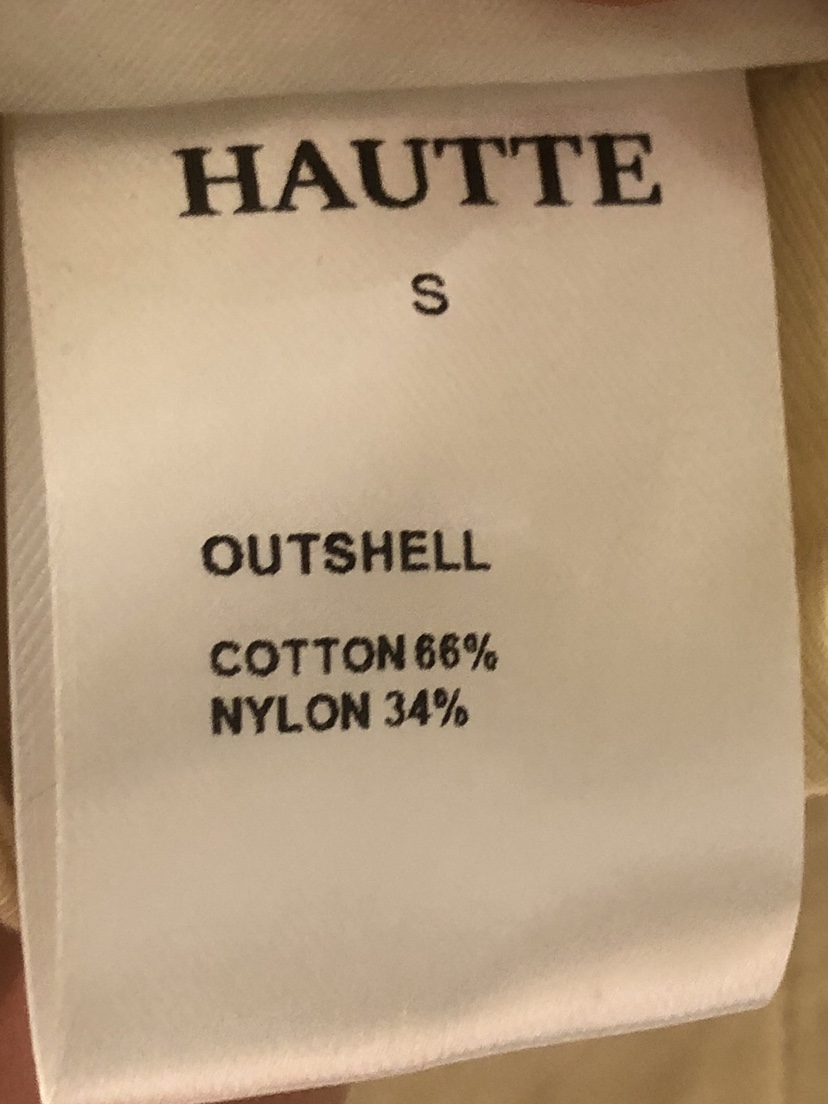 HAUTTE
S
OUTSHELL
COTTON 66%
NYLON 34%